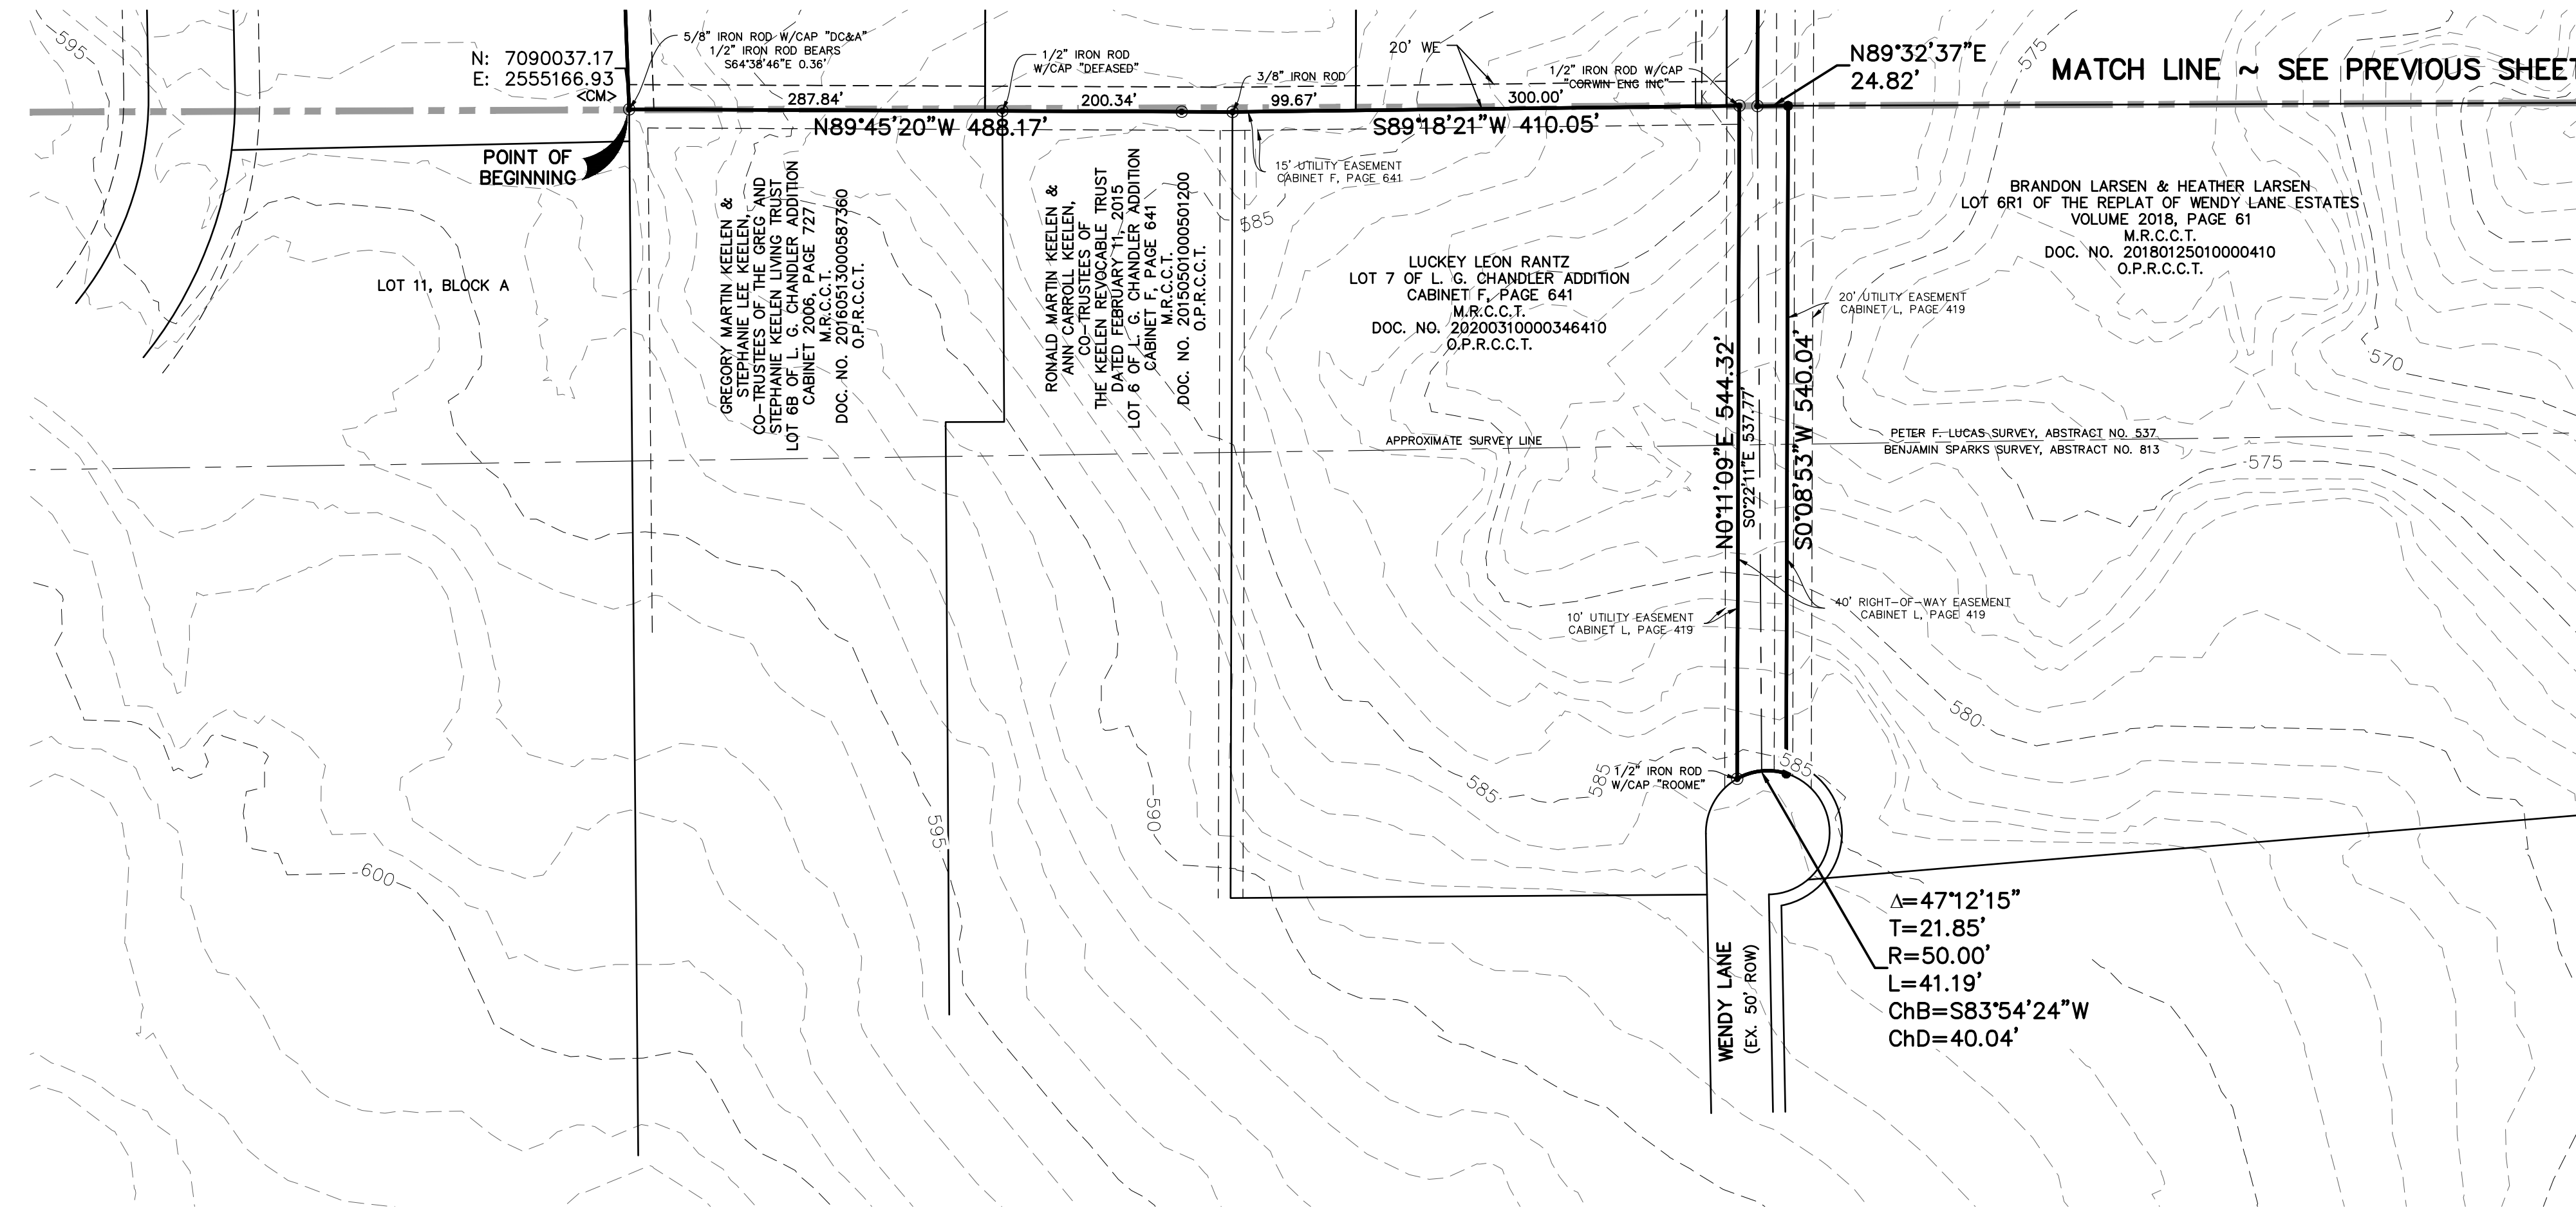 595
N: 7090037.17
E: 2555166.93
<CM>
5/8" IRON ROD W/CAP "DC&A"
1/2" IRON ROD BEARS
S64°38'46"E 0.36'
1/2" IRON ROD
W/CAP "DEFASED"
3/8" IRON ROD
20' WE
1/2" IRON ROD W/CAP
"CORWIN ENG INC"
N89°32'37"E
24.82'
575
MATCH LINE ~ SEE PREVIOUS SHEET
287.84'
200.34'
99.67'
300.00'
N89°45'20"W 488.17'
S89°18'21"W 410.05'
POINT OF
BEGINNING
15' UTILITY EASEMENT
CABINET F, PAGE 641
585
LOT 11, BLOCK A
GREGORY MARTIN KEELEN &
STEPHANIE LEE KEELEN,
CO-TRUSTEES OF THE GREG AND
STEPHANIE KEELEN LIVING TRUST
LOT 6B OF L. G. CHANDLER ADDITION
CABINET 2006, PAGE 727
M.R.C.C.T.
DOC. NO. 20160513000587360
O.P.R.C.C.T.
RONALD MARTIN KEELEN &
ANN CARROLL KEELEN,
CO-TRUSTEES OF
THE KEELEN REVOCABLE TRUST
DATED FEBRUARY 11, 2015
LOT 6 OF L. G. CHANDLER ADDITION
CABINET F, PAGE 641
M.R.C.C.T.
DOC. NO. 20150501000501200
O.P.R.C.C.T.
LUCKEY LEON RANTZ
LOT 7 OF L. G. CHANDLER ADDITION
CABINET F, PAGE 641
M.R.C.C.T.
DOC. NO. 20200310000346410
O.P.R.C.C.T.
BRANDON LARSEN & HEATHER LARSEN
LOT 6R1 OF THE REPLAT OF WENDY LANE ESTATES
VOLUME 2018, PAGE 61
M.R.C.C.T.
DOC. NO. 20180125010000410
O.P.R.C.C.T.
20' UTILITY EASEMENT
CABINET L, PAGE 419
570
N0°11'09"E 544.32'
S0°22'11"E 537.77'
S0°08'53"W 540.04'
APPROXIMATE SURVEY LINE
PETER F. LUCAS SURVEY, ABSTRACT NO. 537
BENJAMIN SPARKS SURVEY, ABSTRACT NO. 813
575
10' UTILITY EASEMENT
CABINET L, PAGE 419
40' RIGHT-OF-WAY EASEMENT
CABINET L, PAGE 419
580
585
1/2" IRON ROD
W/CAP "ROOME"
585
585
590
595
600
WENDY LANE
(EX. 50' ROW)
Δ=47°12'15"
T=21.85'
R=50.00'
L=41.19'
ChB=S83°54'24"W
ChD=40.04'